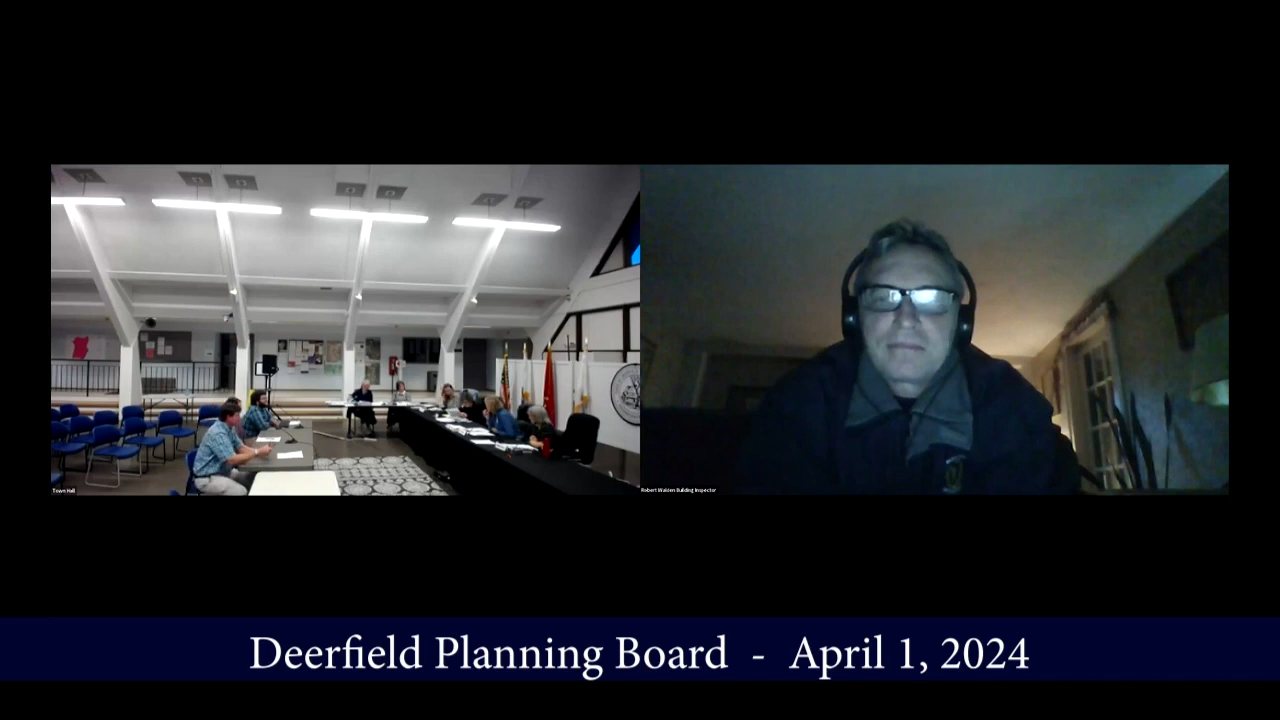 Town Hall
Robert Walden Building Inspector
Deerfield Planning Board - April 1, 2024